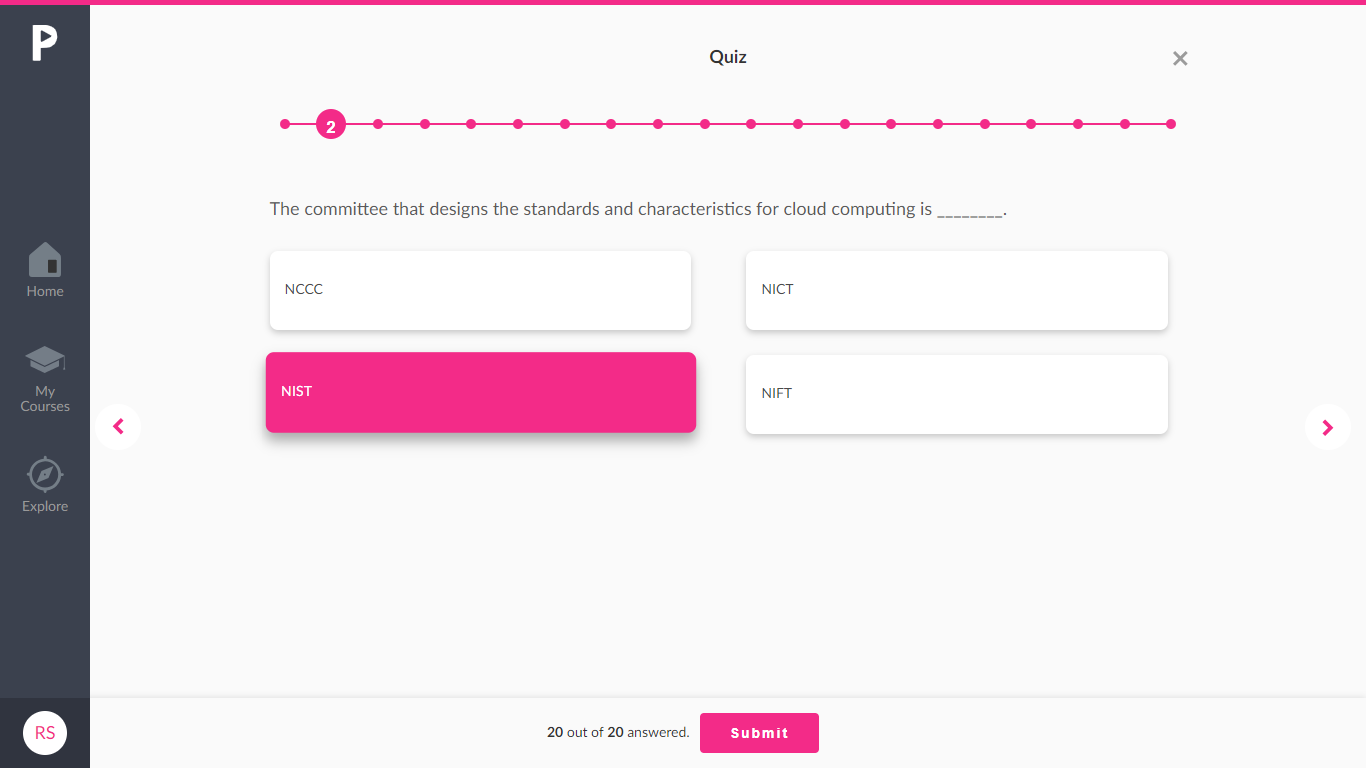 Quiz
2
The committee that designs the standards and characteristics for cloud computing is ________.
NCCC
NICT
NIST
NIFT
Home
My
Courses
Explore
RS
20 out of 20 answered.
Submit